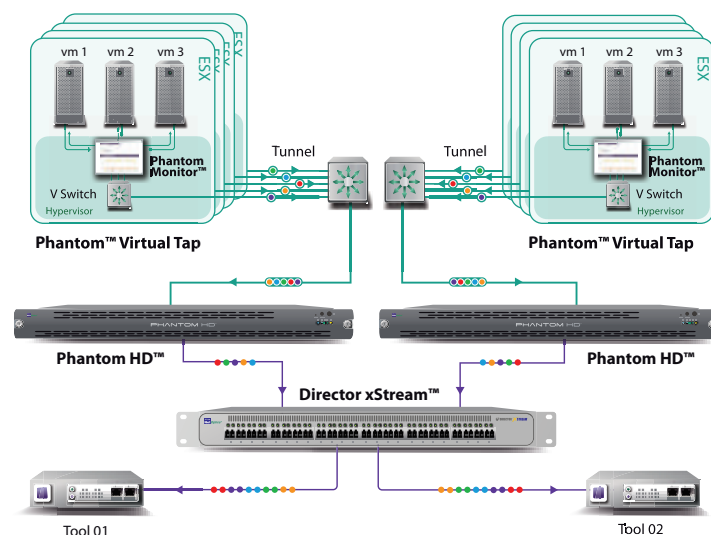 vm 1 vm 2 vm 3
ESX
ESX
ESX
Phantom
Monitor™
V Switch
Hypervisor
Phantom™ Virtual Tap
Tunnel
Tunnel
vm 1 vm 2 vm 3
ESX
Phantom
Monitor™
V Switch
Hypervisor
Phantom™ Virtual Tap
PHANTOM HD
PHANTOM HD
Phantom HD™
Phantom HD™
Director xStream™
Tool 01
Tool 02